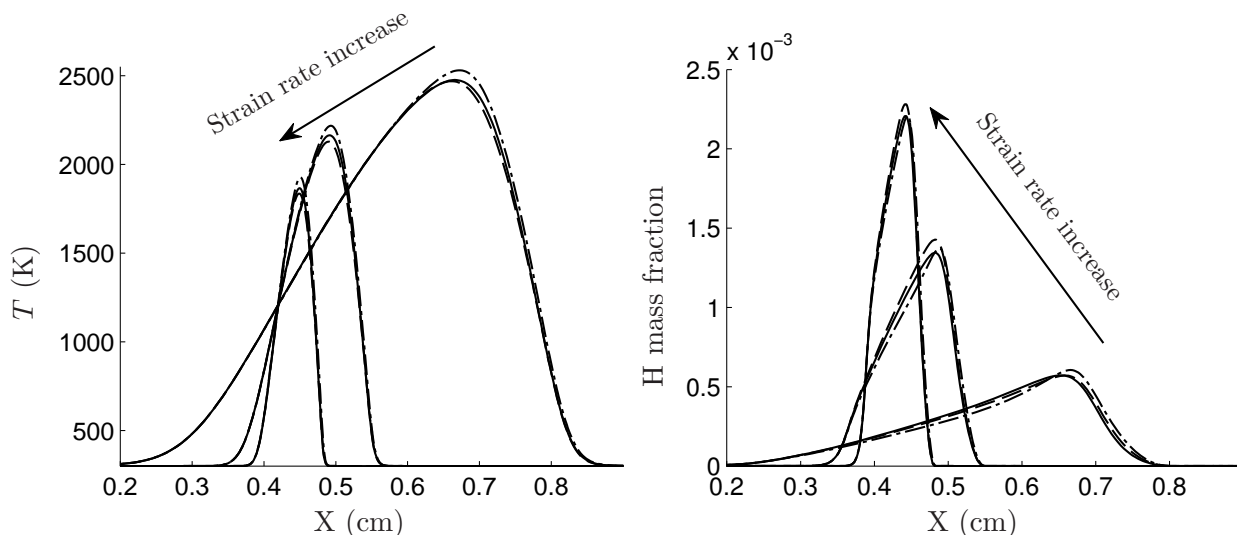 Strain rate increase
2500
2000
1500
1000
500
T (K)
0.2 0.3 0.4 0.5 0.6 0.7 0.8
X (cm)
x 10⁻³
2.5
2
1.5
1
0.5
0
H mass fraction
Strain rate increase
0.2 0.3 0.4 0.5 0.6 0.7 0.8
X (cm)